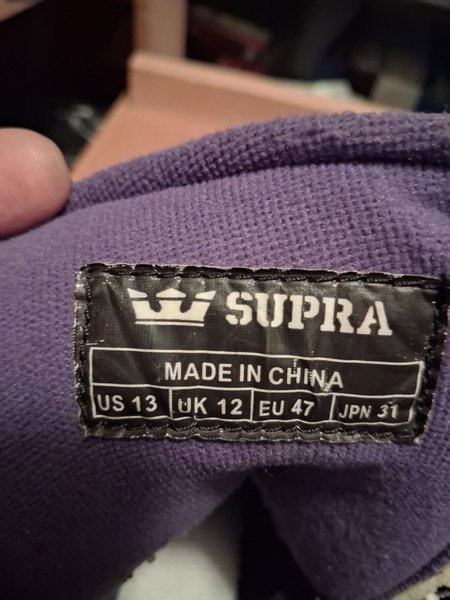 SUPRA
MADE IN CHINA
US 13 UK 12 EU 47 JPN 31